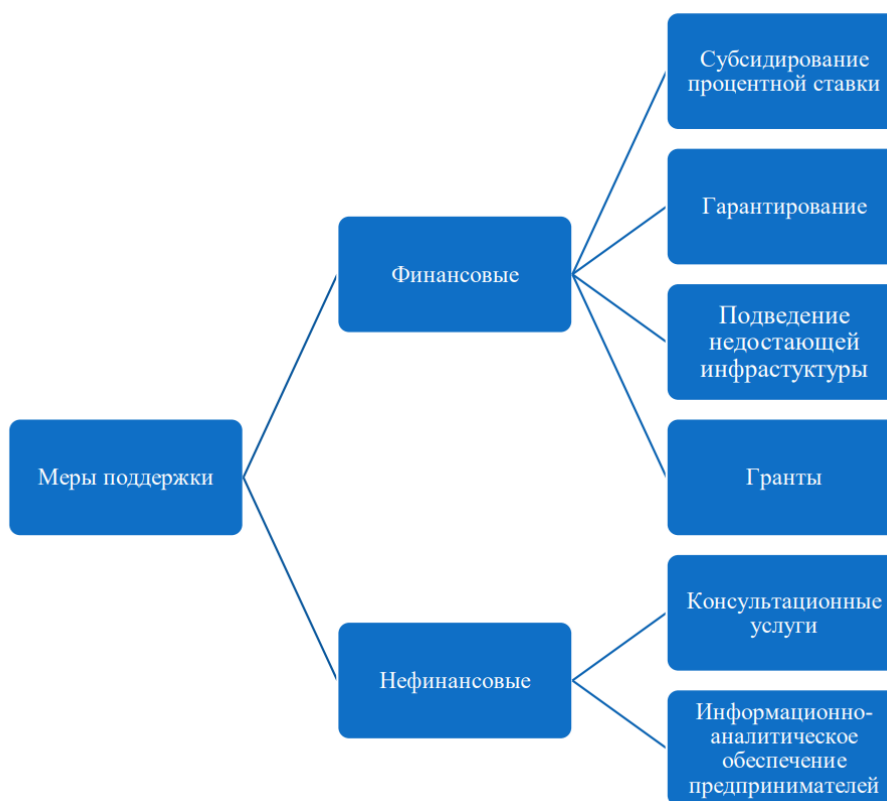 Субсидирование
процентной ставки
Гарантирование
Финансовые
Подведение
недостающей
инфрастуктуры
Меры поддержки
Гранты
Консультационные
услуги
Нефинансовые
Информационно-
аналитическое
обеспечение
предпринимателей